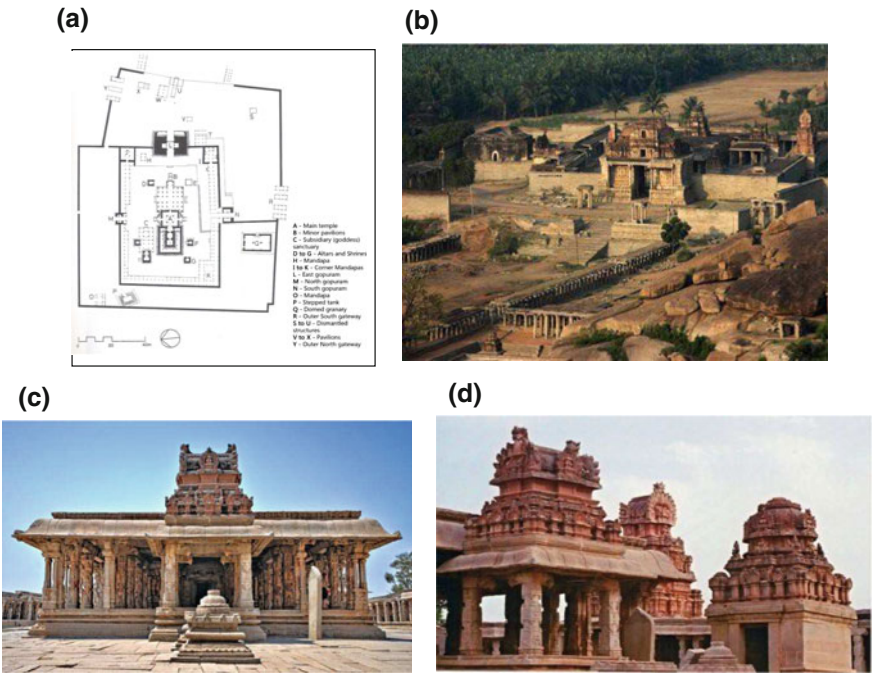 (a)
(b)
A - Main temple
B - Minor pavilions
C - Subsidiary (goddess)
sanctuary
D to G - Altars and Shrines
H - Mandapa
I to K - Corner Mandapas
L - East gopuram
M - North gopuram
N - South gopuram
O - Mandapa
P - Stepped tank
Q - Domed granary
R - Outer South gateway
S to U - Dismantled
structures
V to X - Pavilions
Y - Outer North gateway
(c)
(d)